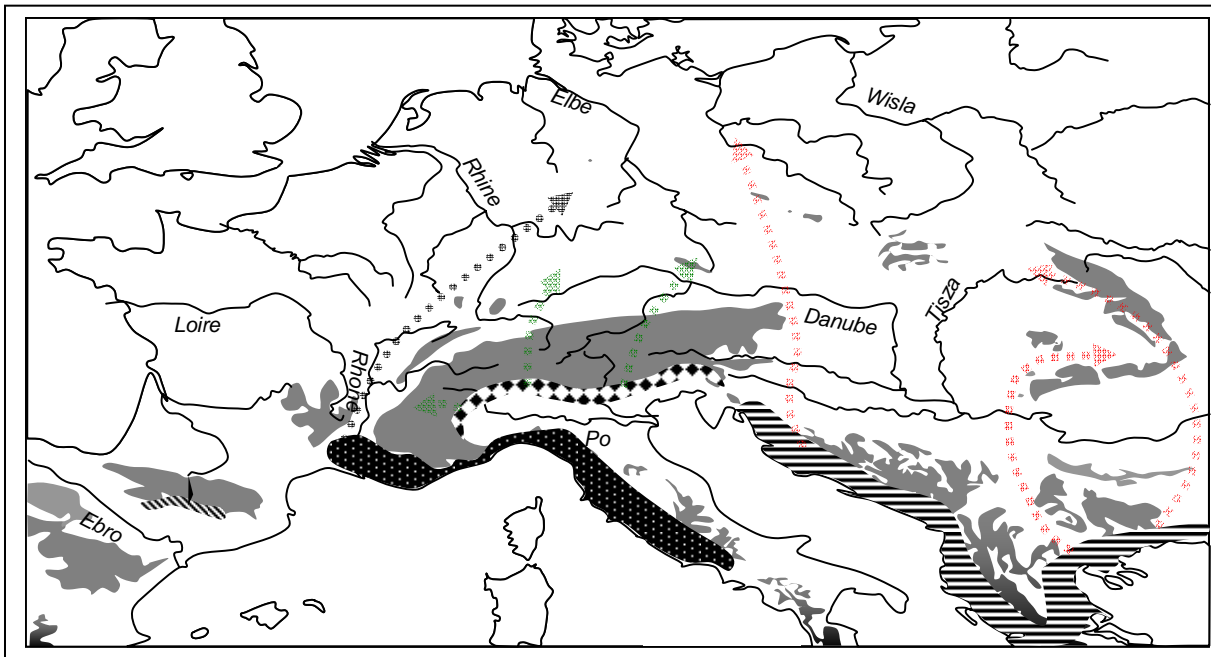 Elbe
Wisla
Rhine
Tisza
Loire
Danube
Rhone
Po
Ebro